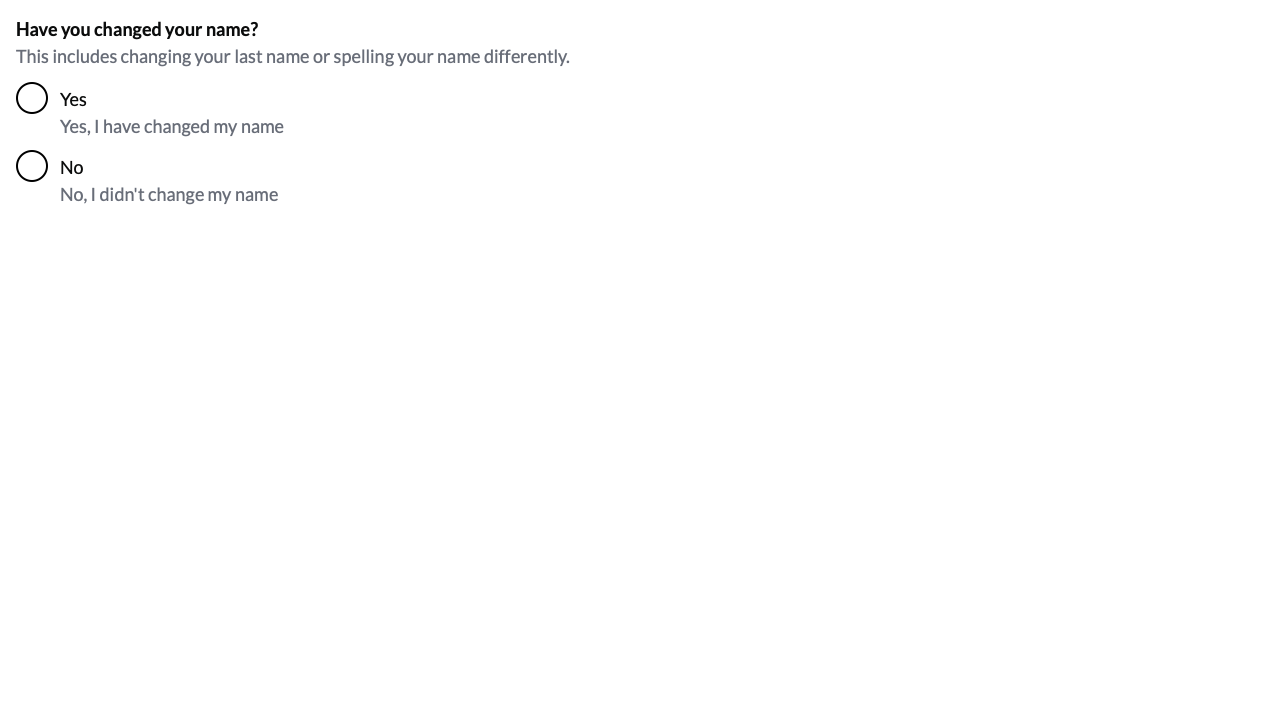 Have you changed your name?
This includes changing your last name or spelling your name differently.
Yes
Yes, I have changed my name
No
No, I didn't change my name